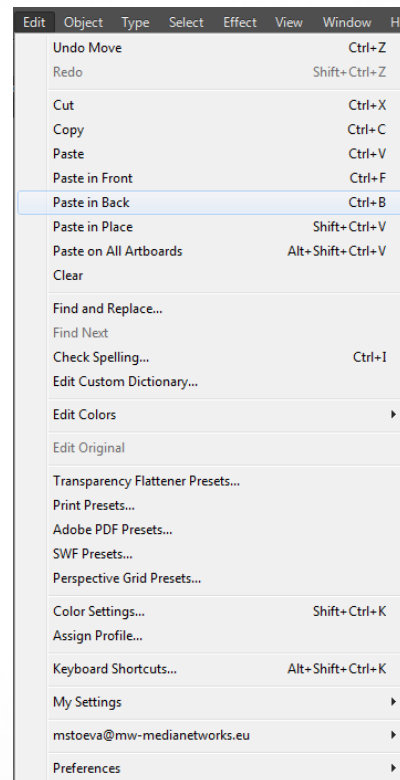 Edit Object Type Select Effect View Window H
Undo Move Ctrl+Z
Redo Shift+Ctrl+Z
Cut Ctrl+X
Copy Ctrl+C
Paste Ctrl+V
Paste in Front Ctrl+F
Paste in Back Ctrl+B
Paste in Place Shift+Ctrl+V
Paste on All Artboards Alt+Shift+Ctrl+V
Clear
Find and Replace...
Find Next
Check Spelling... Ctrl+I
Edit Custom Dictionary...
Edit Colors
Edit Original
Transparency Flattener Presets...
Print Presets...
Adobe PDF Presets...
SWF Presets...
Perspective Grid Presets...
Color Settings... Shift+Ctrl+K
Assign Profile...
Keyboard Shortcuts... Alt+Shift+Ctrl+K
My Settings
mstoeva@mw-medianetworks.eu
Preferences